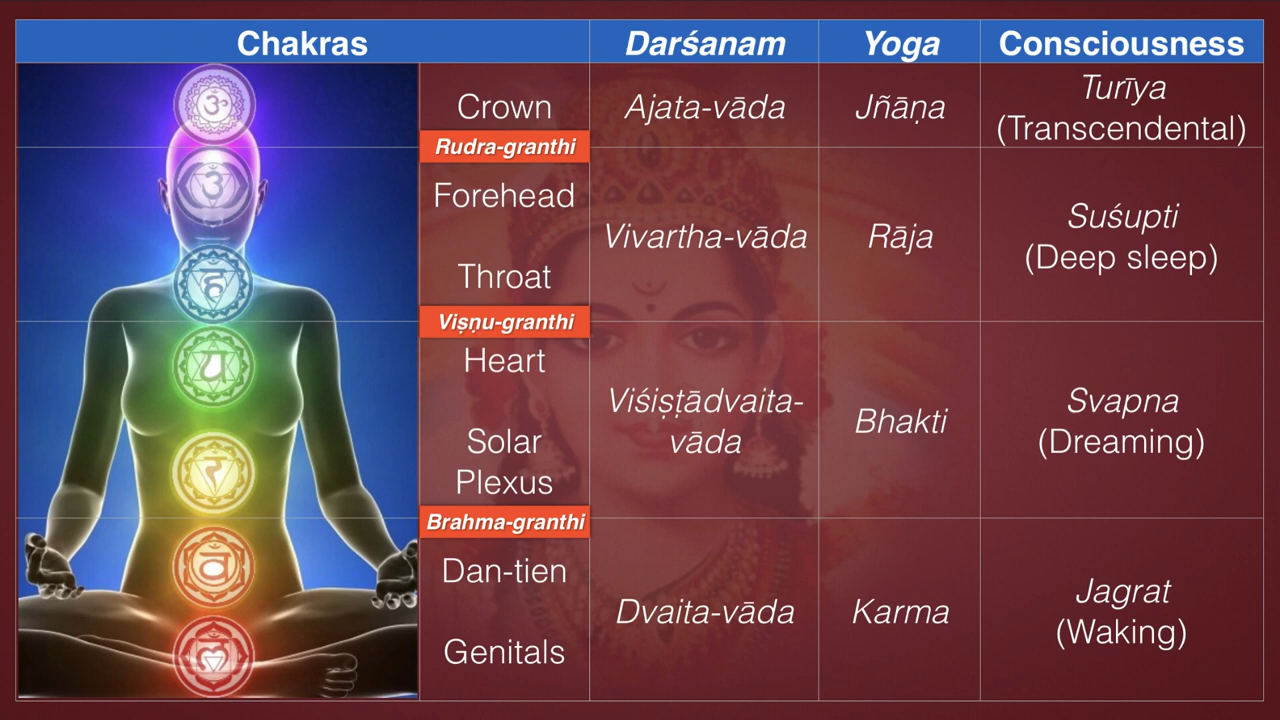 Chakras Darśanam Yoga Consciousness
ॐ
Crown Ajata-vāda Jñāṇa Turīya
(Transcendental)
Rudra-granthi
Forehead
Vivartha-vāda Rāja Suśupti
(Deep sleep)
Throat
हं
Viṣṇu-granthi
Heart
यं
Viśiṣṭādvaita-
vāda
Bhakti
Svapna
(Dreaming)
Solar
Plexus
रं
Brahma-granthi
Dan-tien
वं
Dvaita-vāda Karma Jagrat
(Waking)
Genitals